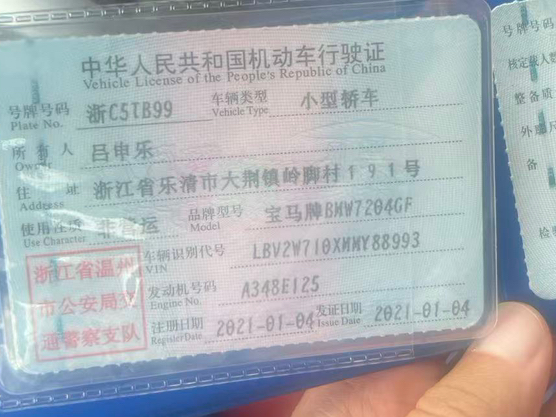 中华人民共和国机动车行驶证
Vehicle License of the People's Republic of China
号牌号码 Plate No. 浙C5TB99 车辆类型 Vehicle Type 小型轿车
所有人 Owner 吕申乐
住址 Address 浙江省乐清市大荆镇岭脚村191号
使用性质 Use Character 非营运 品牌型号 Model 宝马牌BMW7204GF
车辆识别代号 VIN LBV2W710XMMY88993
发动机号码 Engine No. A348E125
注册日期 Register Date 2021-01-04 发证日期 Issue Date 2021-01-04
浙江省温州
市公安局交
通警察支队
号牌号码
核定载人数
整备质
外廓尺
备
检验